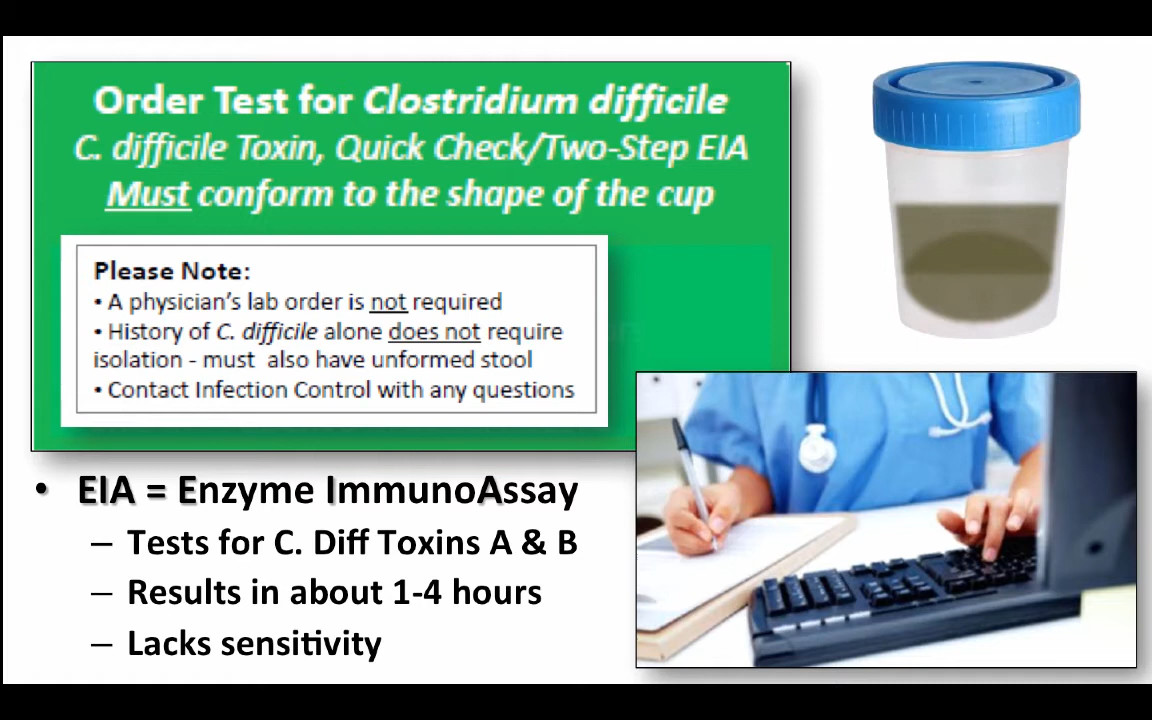 Order Test for Clostridium difficile
C. difficile Toxin, Quick Check/Two-Step EIA
Must conform to the shape of the cup
Please Note:
• A physician's lab order is not required
• History of C. difficile alone does not require
isolation - must also have unformed stool
• Contact Infection Control with any questions
• EIA = Enzyme ImmunoAssay
– Tests for C. Diff Toxins A & B
– Results in about 1-4 hours
– Lacks sensitivity